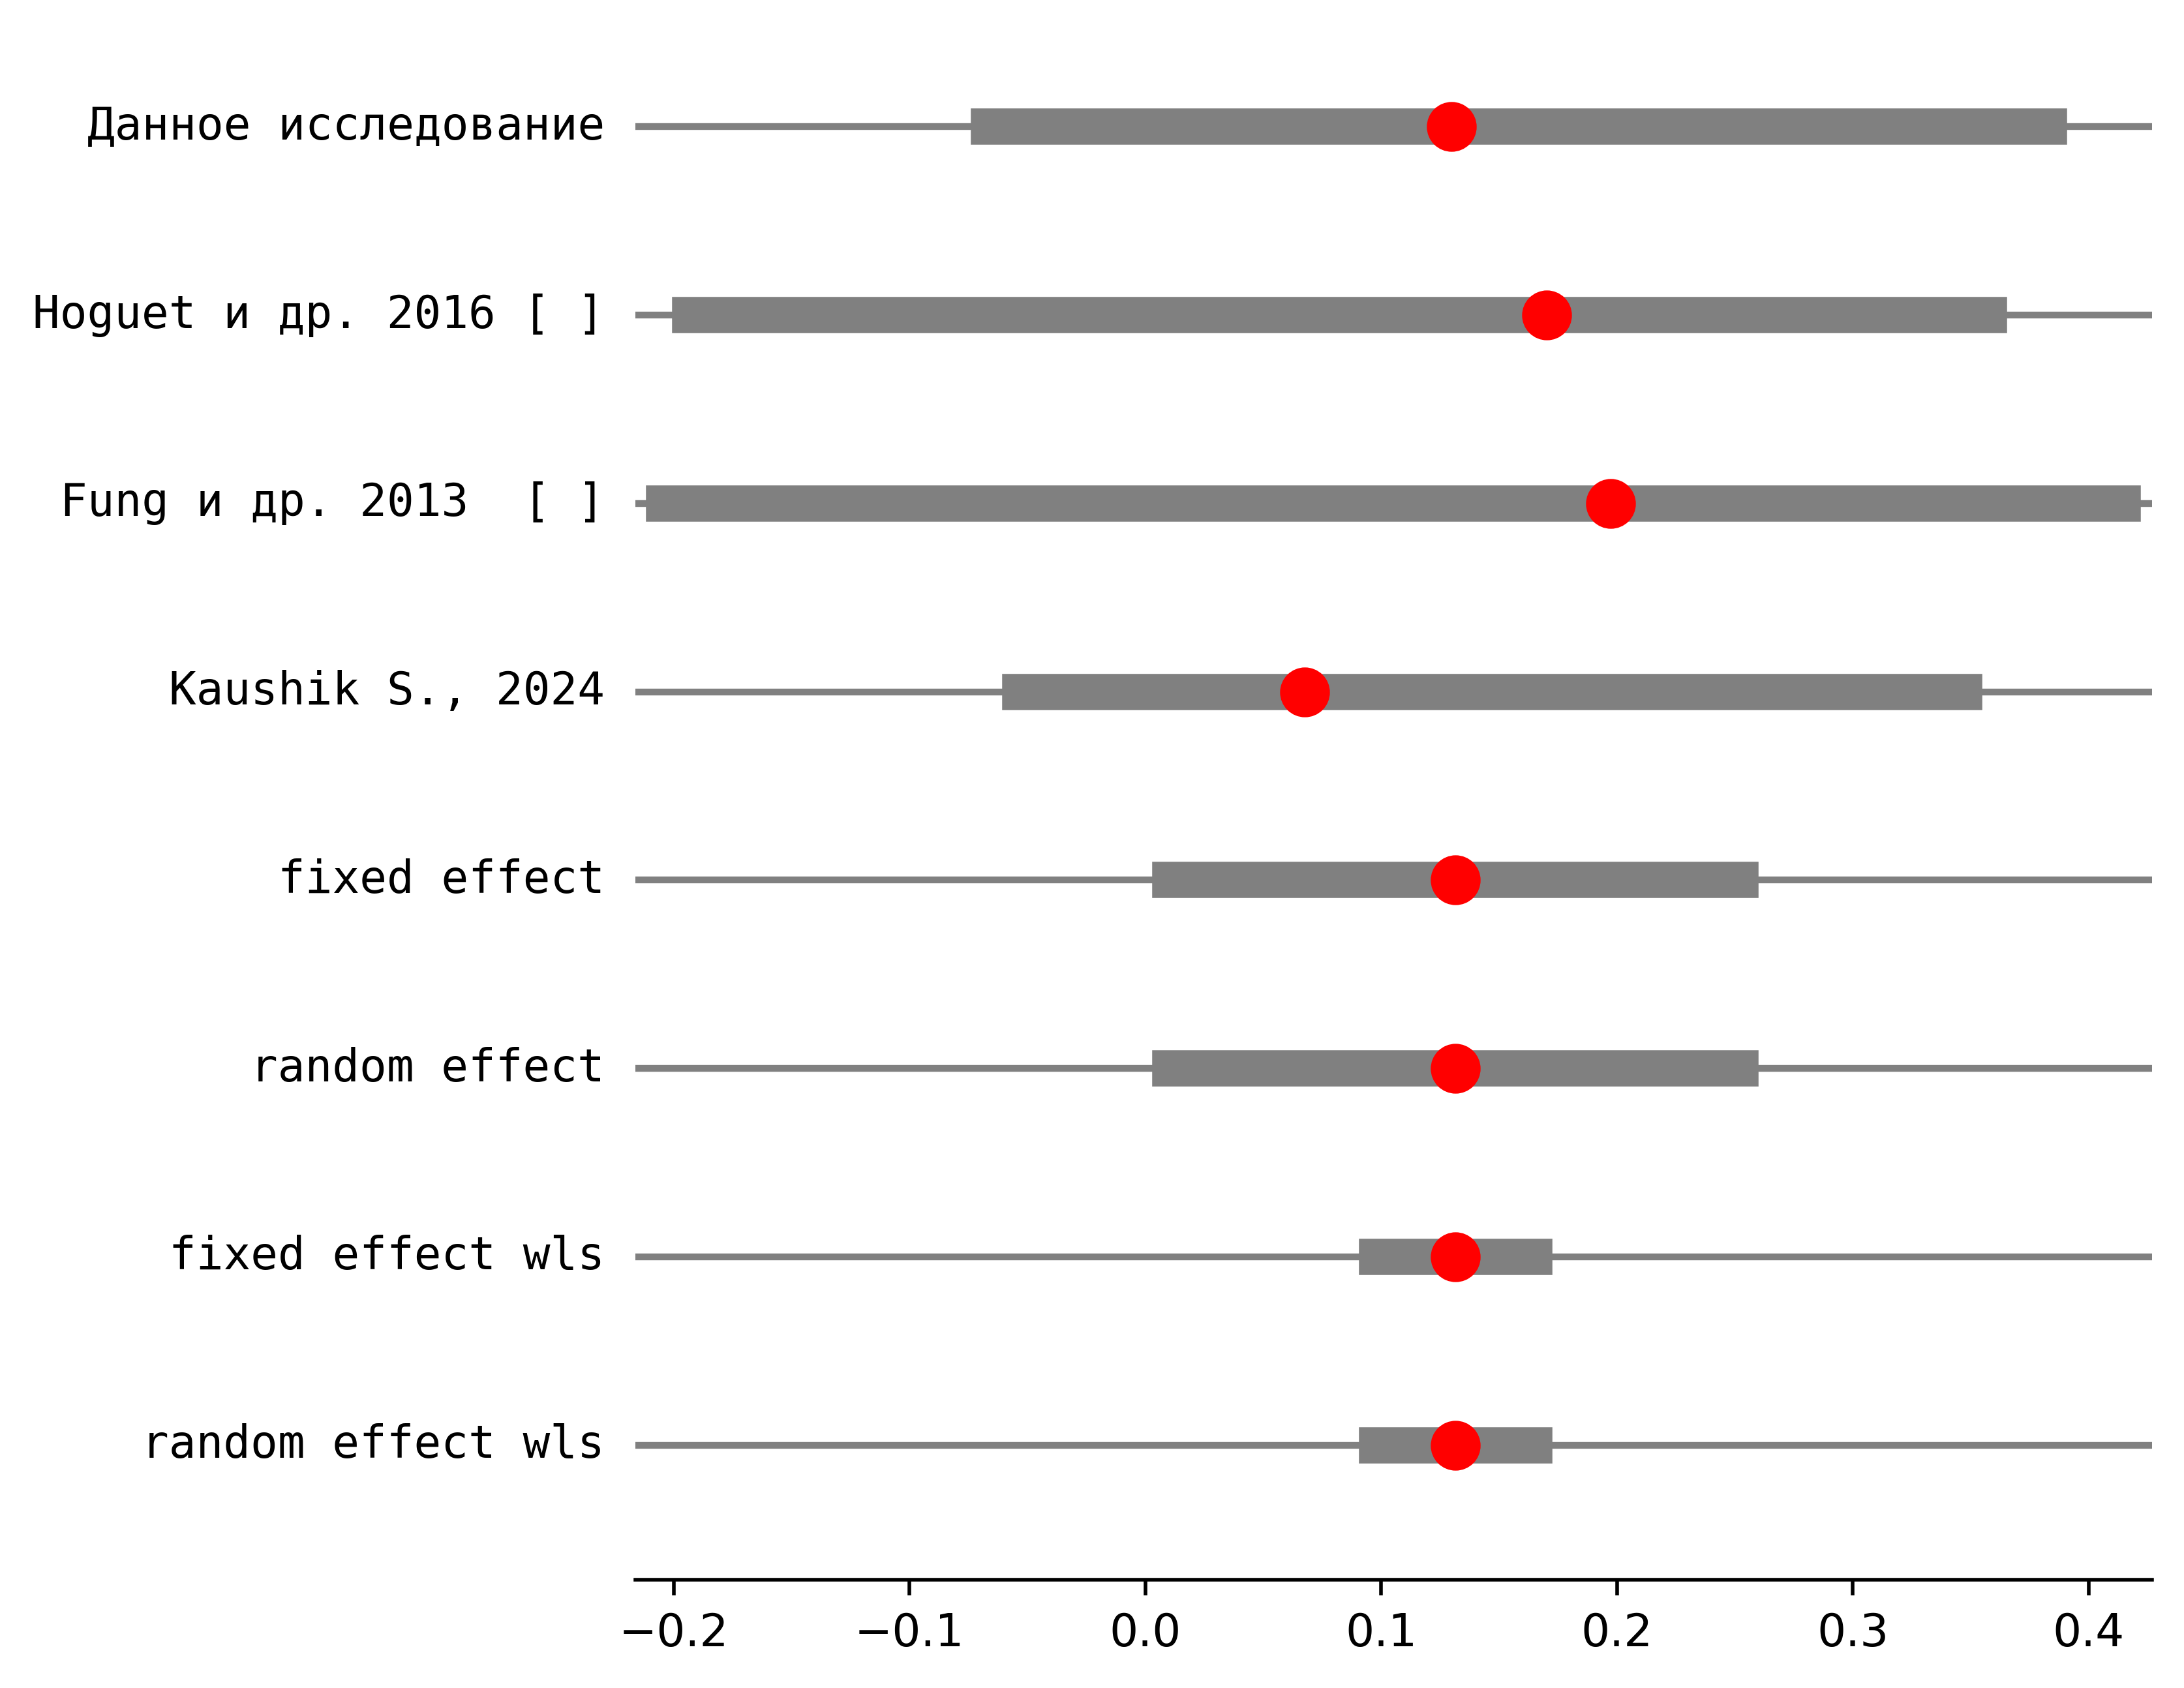 Данное исследование
Hoguet и др. 2016 [ ]
Fung и др. 2013  [ ]
Kaushik S., 2024
fixed effect
random effect
fixed effect wls
random effect wls
−0.2 −0.1 0.0 0.1 0.2 0.3 0.4